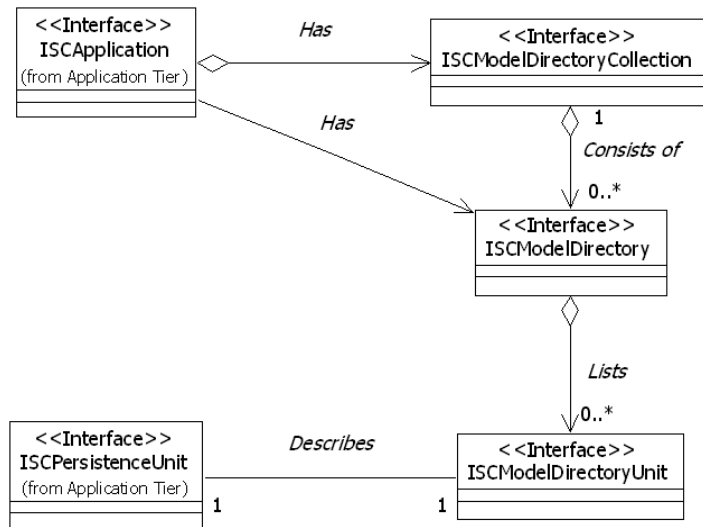 <<Interface>>
ISCApplication
(from Application Tier)
Has
<<Interface>>
ISCModelDirectoryCollection
1
Has
Consists of
0..*
<<Interface>>
ISCModelDirectory
Lists
0..*
<<Interface>>
ISCPersistenceUnit
(from Application Tier)
1
Describes
1
<<Interface>>
ISCModelDirectoryUnit